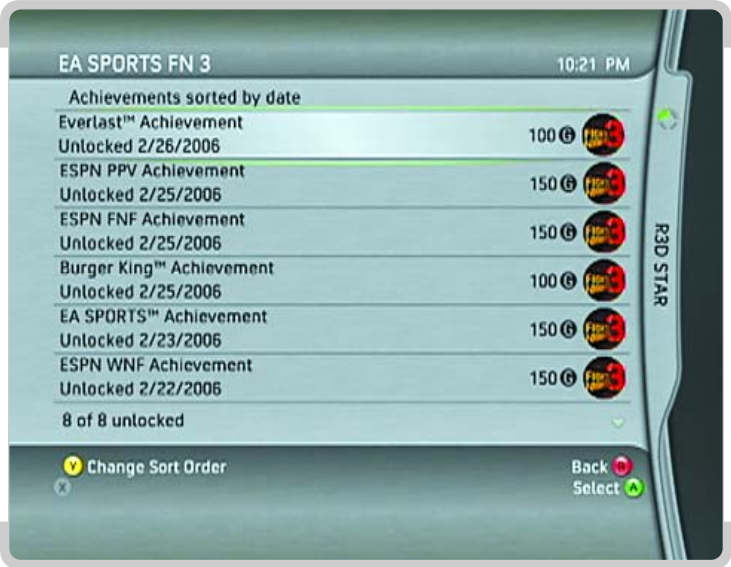 EA SPORTS FN 3 10:21 PM
Achievements sorted by date
Everlast™ Achievement
Unlocked 2/26/2006
100 G
ESPN PPV Achievement
Unlocked 2/25/2006
150 G
ESPN FNF Achievement
Unlocked 2/25/2006
150 G
Burger King™ Achievement
Unlocked 2/25/2006
100 G
EA SPORTS™ Achievement
Unlocked 2/23/2006
150 G
ESPN WNF Achievement
Unlocked 2/22/2006
150 G
8 of 8 unlocked
R3D STAR
Y Change Sort Order
X
Back B
Select A